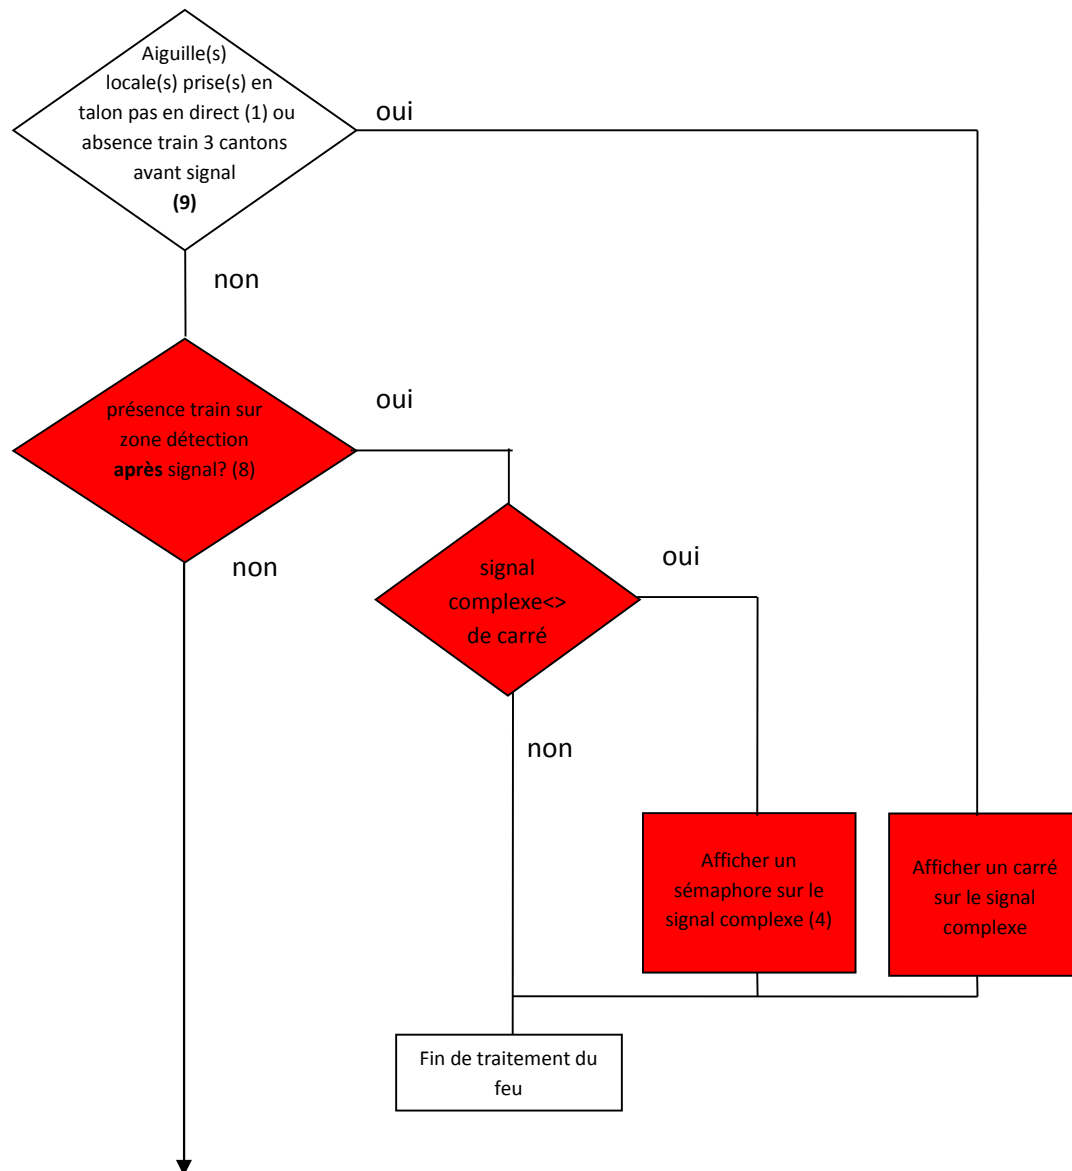 Aiguille(s)
locale(s) prise(s) en
talon pas en direct (1) ou
absence train 3 cantons
avant signal
(9)
oui
non
présence train sur
zone détection
après signal? (8)
oui
non
signal
complexe<>
de carré
oui
non
Afficher un
sémaphore sur le
signal complexe (4)
Afficher un carré
sur le signal
complexe
Fin de traitement du
feu